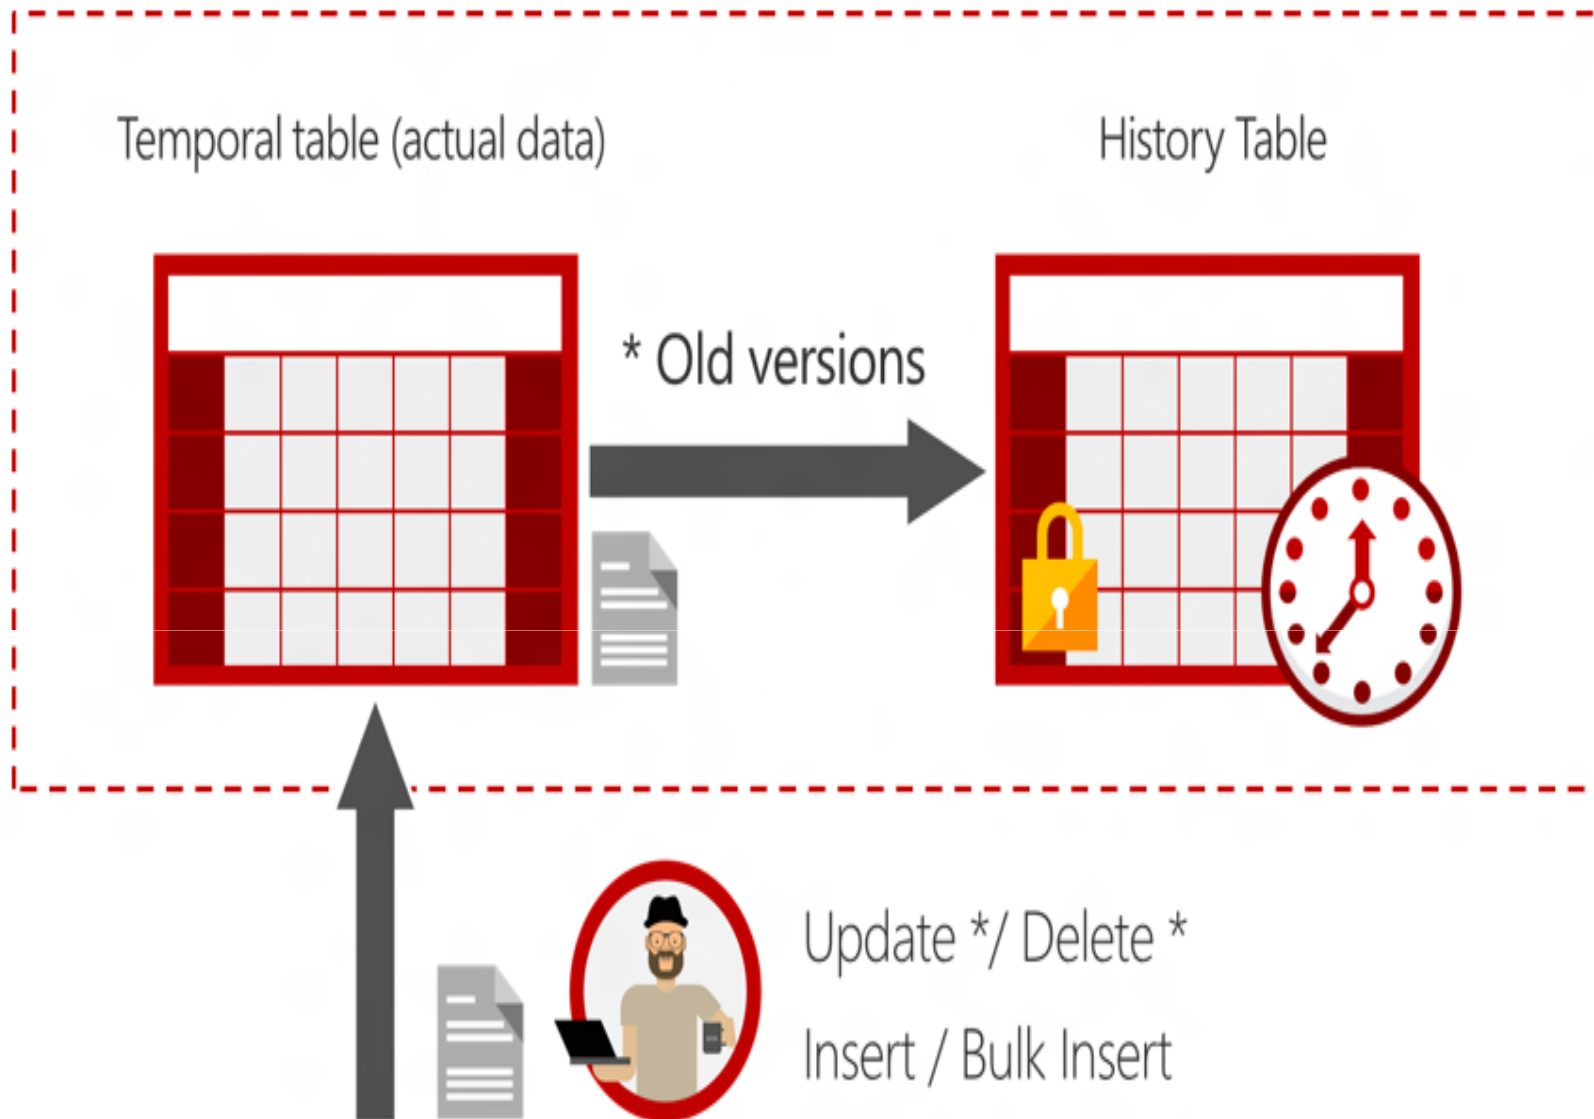 Temporal table (actual data)
History Table
* Old versions
Update */ Delete *
Insert / Bulk Insert